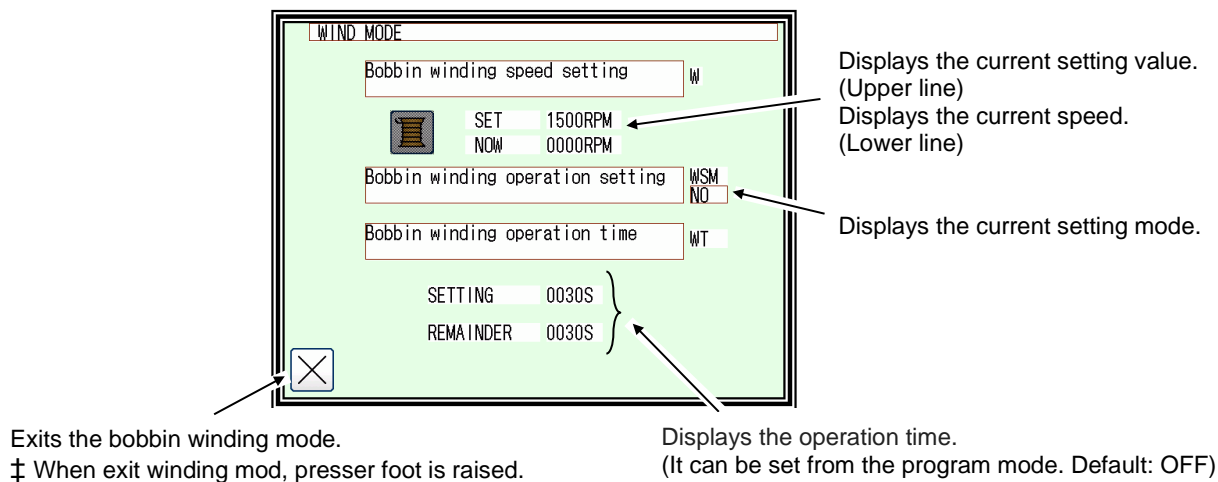 WIND MODE
Bobbin winding speed setting W
SET 1500RPM
NOW 0000RPM
Bobbin winding operation setting WSM
NO
Bobbin winding operation time WT
SETTING 0030S
REMAINDER 0030S
Displays the current setting value.
(Upper line)
Displays the current speed.
(Lower line)
Displays the current setting mode.
Exits the bobbin winding mode.
‡ When exit winding mod, presser foot is raised.
Displays the operation time.
(It can be set from the program mode. Default: OFF)